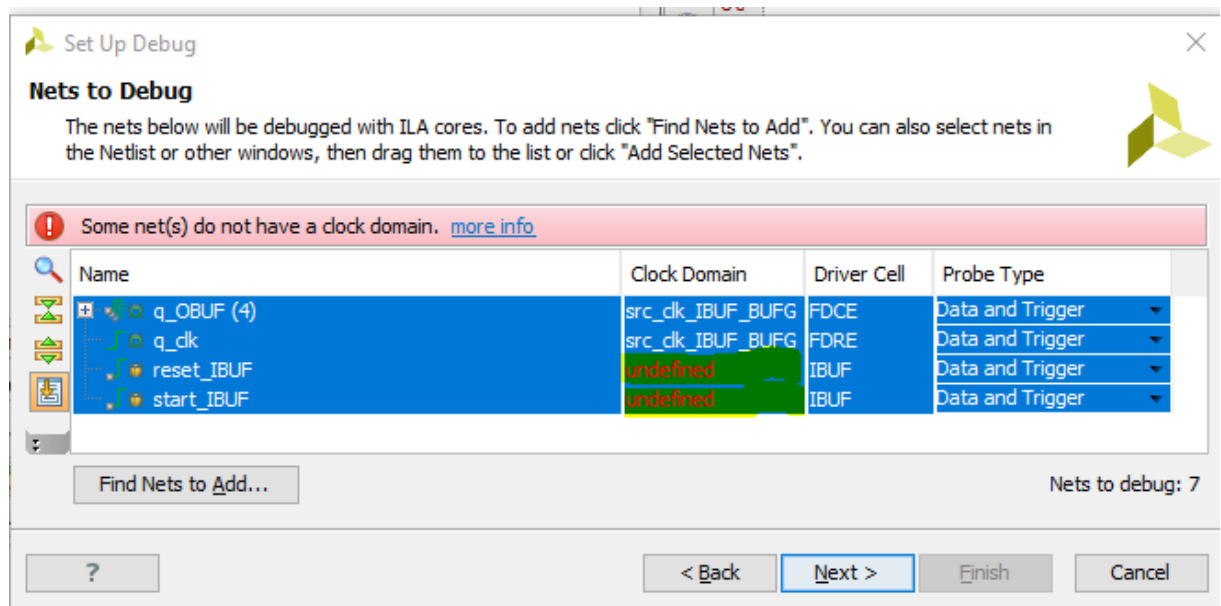 Set Up Debug
Nets to Debug
The nets below will be debugged with ILA cores. To add nets click "Find Nets to Add". You can also select nets in
the Netlist or other windows, then drag them to the list or click "Add Selected Nets".
Some net(s) do not have a clock domain. more info
Name Clock Domain Driver Cell Probe Type
q_OBUF (4) src_clk_IBUF_BUFG FDCE Data and Trigger
q_clk src_clk_IBUF_BUFG FDRE Data and Trigger
reset_IBUF undefined IBUF Data and Trigger
start_IBUF undefined IBUF Data and Trigger
Find Nets to Add... Nets to debug: 7
? < Back Next > Finish Cancel